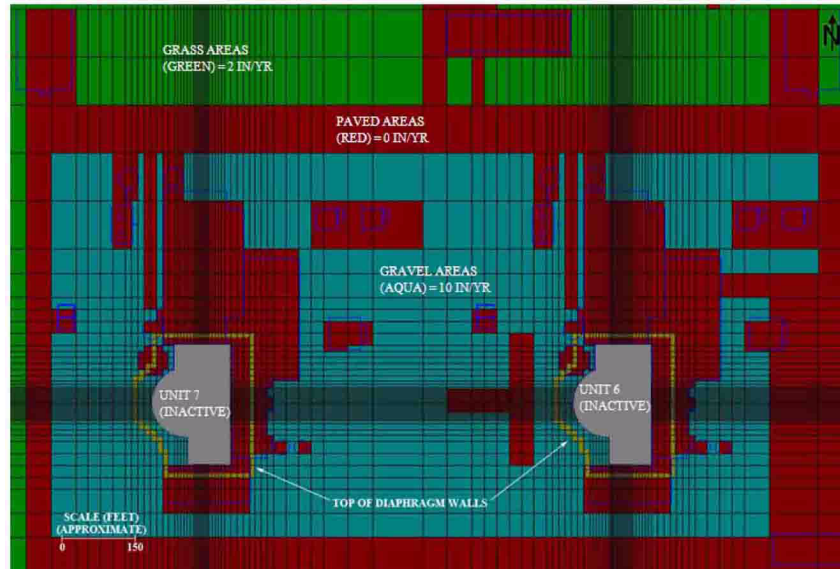 N
GRASS AREAS
(GREEN) = 2 IN/YR
PAVED AREAS
(RED) = 0 IN/YR
GRAVEL AREAS
(AQUA) = 10 IN/YR
UNIT 7
(INACTIVE)
UNIT 6
(INACTIVE)
TOP OF DIAPHRAGM WALLS
SCALE (FEET)
(APPROXIMATE)
0 150